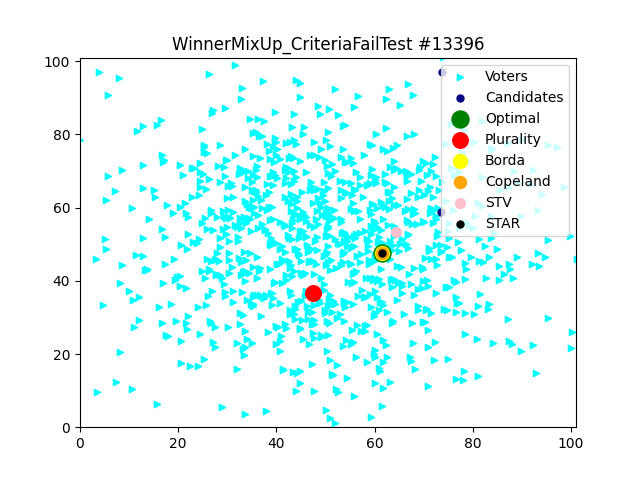 WinnerMixUp_CriteriaFailTest #13396
100
80
60
40
20
0
0
20
40
60
80
100
Voters
Candidates
Optimal
Plurality
Borda
Copeland
STV
STAR